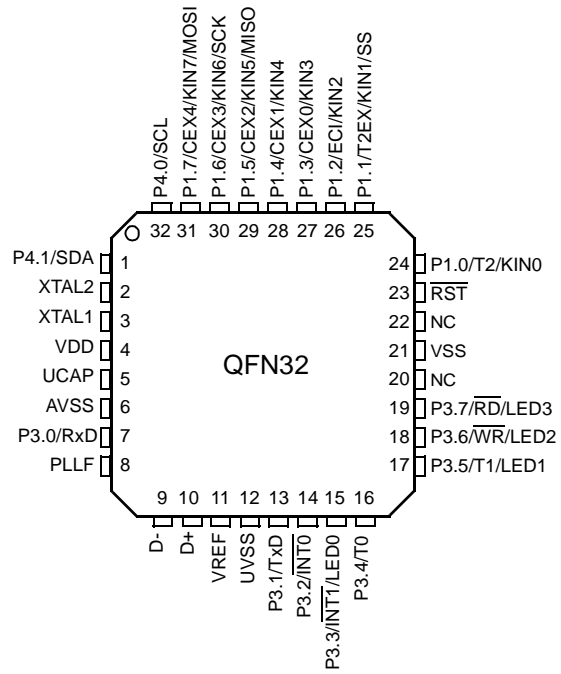 P4.0/SCL
P1.7/CEX4/KIN7/MOSI
P1.6/CEX3/KIN6/SCK
P1.5/CEX2/KIN5/MISO
P1.4/CEX1/KIN4
P1.3/CEX0/KIN3
P1.2/ECI/KIN2
P1.1/T2EX/KIN1/SS
32 31 30 29 28 27 26 25
P4.1/SDA 1
XTAL2 2
XTAL1 3
VDD 4
UCAP 5
AVSS 6
P3.0/RxD 7
PLLF 8
QFN32
24 P1.0/T2/KIN0
23 RST
22 NC
21 VSS
20 NC
19 P3.7/RD/LED3
18 P3.6/WR/LED2
17 P3.5/T1/LED1
9 10 11 12 13 14 15 16
D-
D+
VREF
UVSS
P3.1/TxD
P3.2/INT0
P3.3/INT1/LED0
P3.4/T0